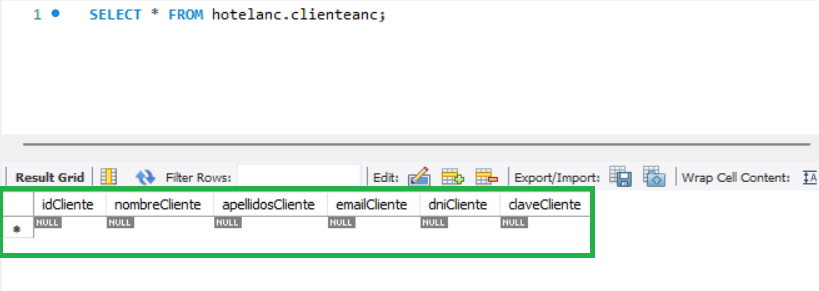 1 SELECT * FROM hotelanc.clienteanc;
Result Grid Filter Rows: Edit: Export/Import: Wrap Cell Content: IA
idCliente nombreCliente apellidosCliente emailCliente dniCliente claveCliente
* NULL NULL NULL NULL NULL NULL